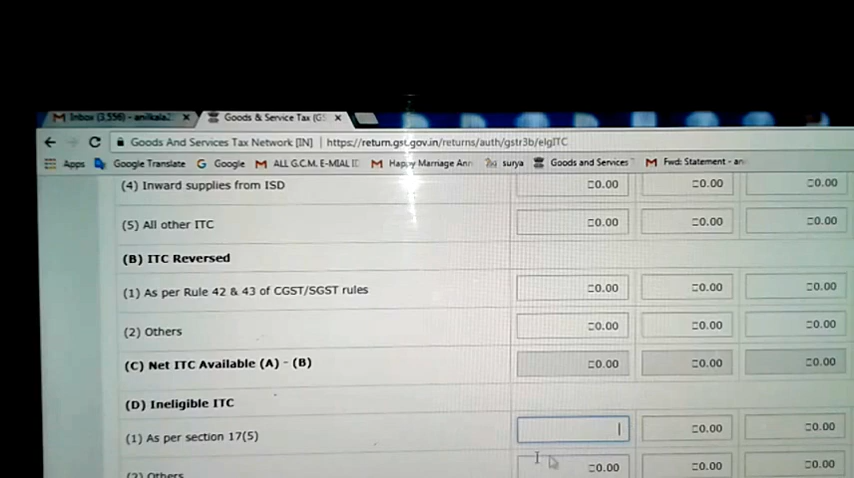 Inbox (3,556) - anilkala2 × Goods & Service Tax (GS ×
Goods And Services Tax Network [IN] | https://return.gst.gov.in/returns/auth/gstr3b/elgITC
Apps Google Translate Google ALL G.C.M. E-MIAL ID Happy Marriage Ann surya Goods and Services Fwd: Statement - an
(4) Inward supplies from ISD 0.00 0.00 0.00
(5) All other ITC 0.00 0.00 0.00
(B) ITC Reversed
(1) As per Rule 42 & 43 of CGST/SGST rules 0.00 0.00 0.00
(2) Others 0.00 0.00 0.00
(C) Net ITC Available (A) - (B) 0.00 0.00 0.00
(D) Ineligible ITC
(1) As per section 17(5) 0.00 0.00
(2) Others 0.00 0.00 0.00